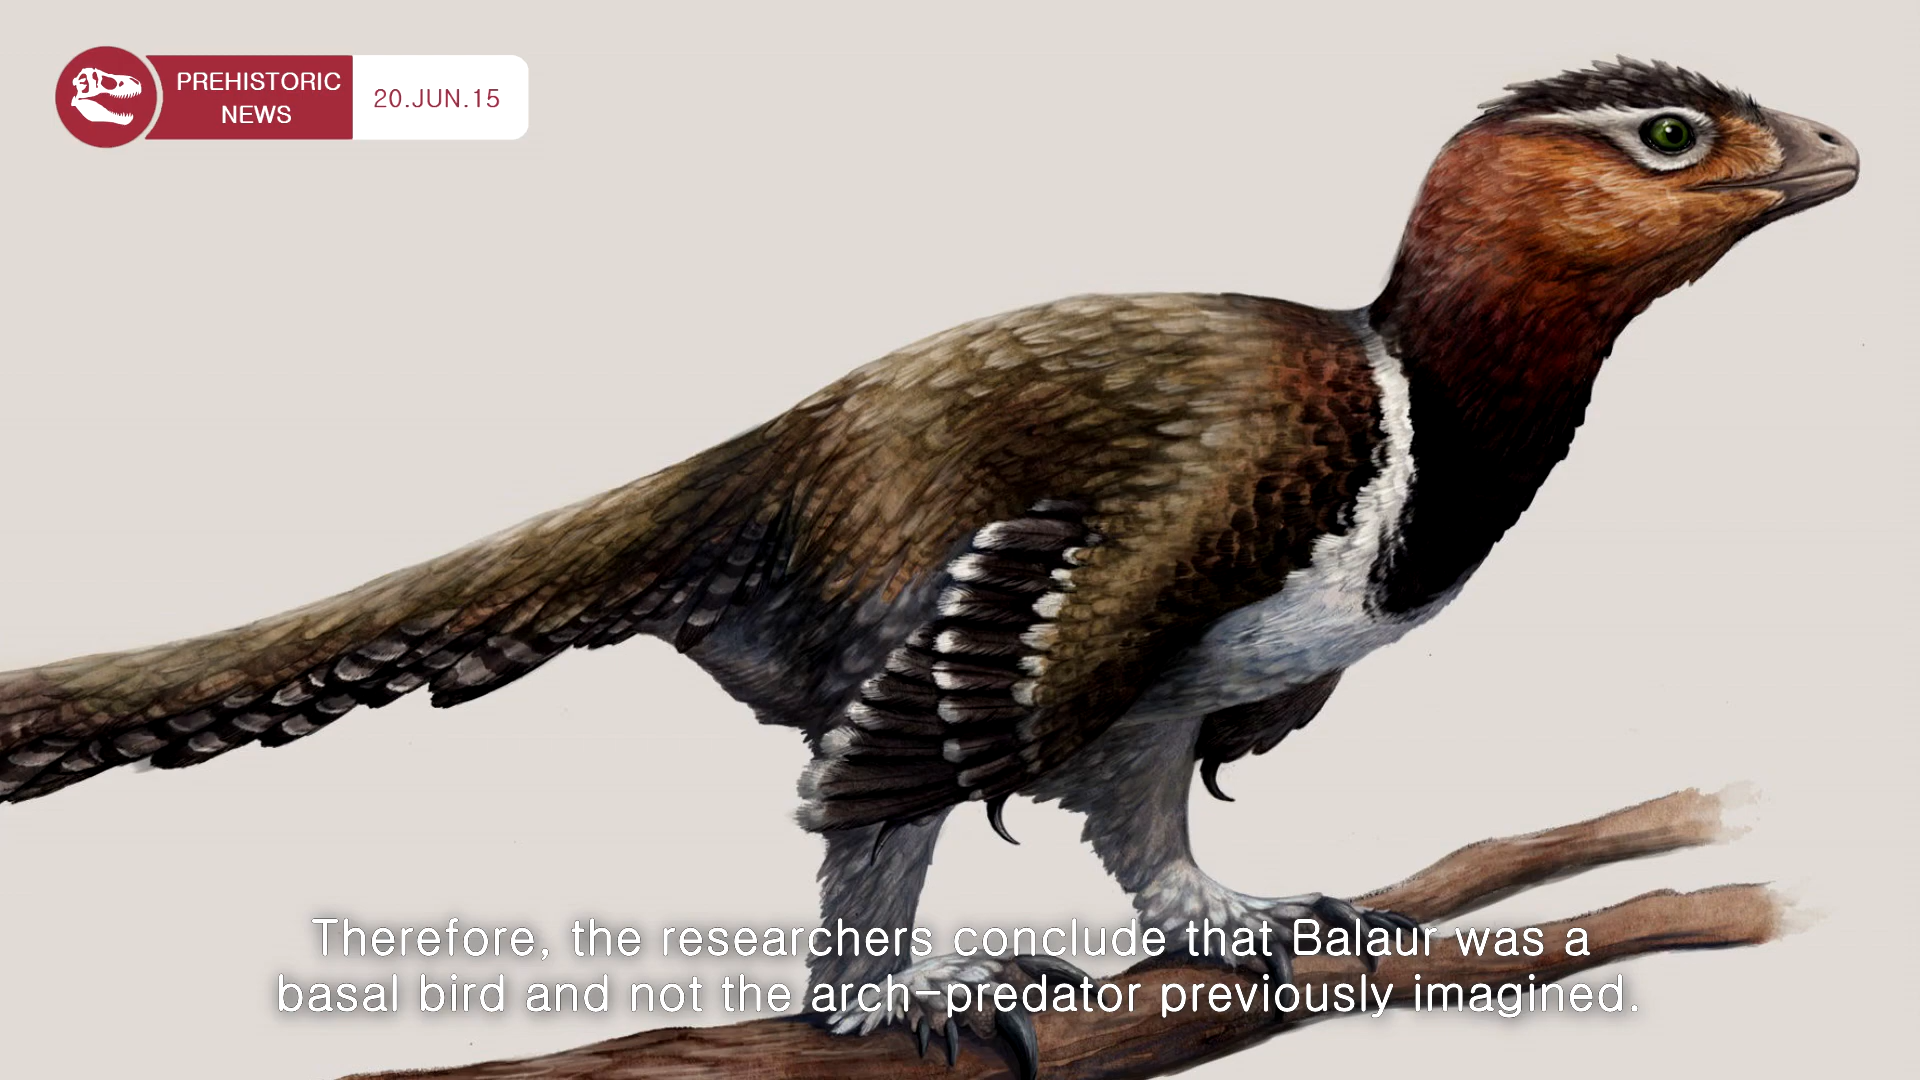 PREHISTORIC
NEWS
20.JUN.15
Therefore, the researchers conclude that Balaur was a
basal bird and not the arch-predator previously imagined.